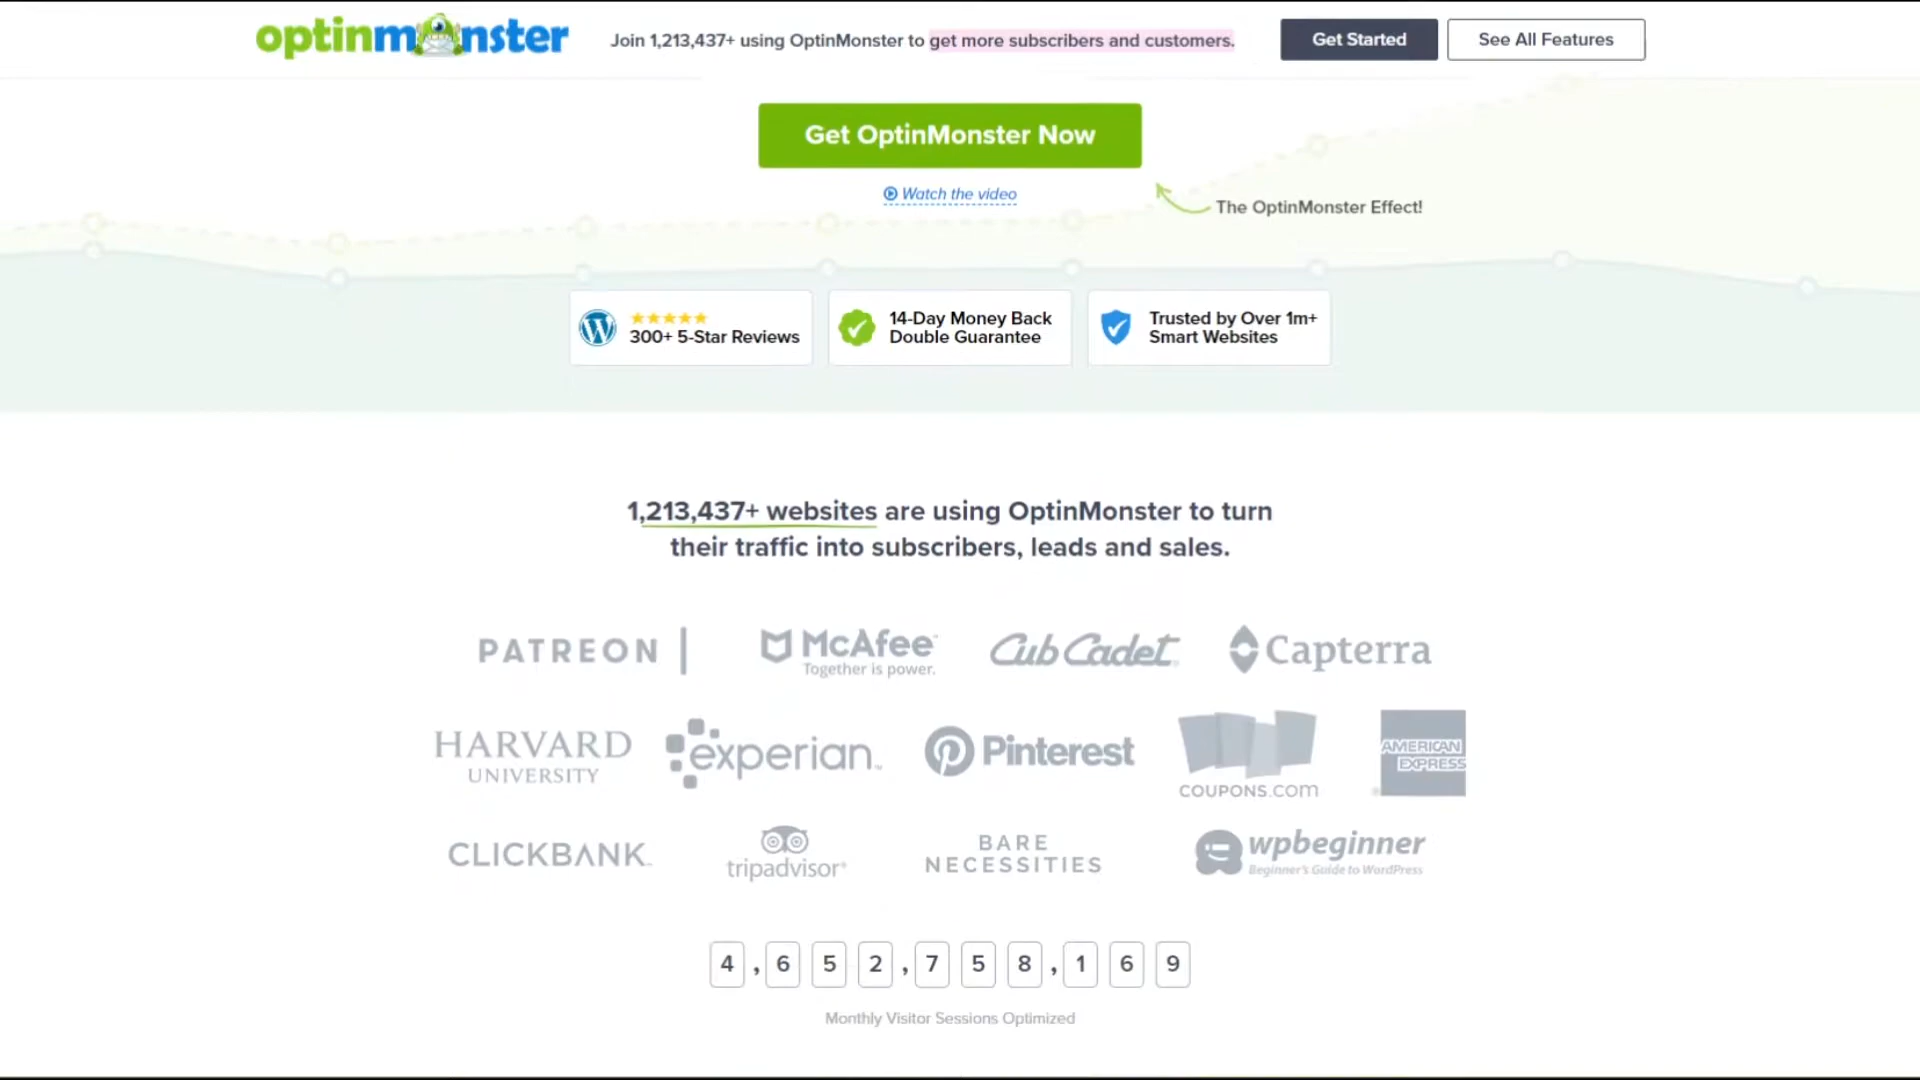 optinmonster
Join 1,213,437+ using OptinMonster to get more subscribers and customers.
Get Started
See All Features
Get OptinMonster Now
Watch the video
The OptinMonster Effect!
300+ 5-Star Reviews
14-Day Money Back
Double Guarantee
Trusted by Over 1m+
Smart Websites
1,213,437+ websites are using OptinMonster to turn
their traffic into subscribers, leads and sales.
PATREON
McAfee™
Together is power.
Cub Cadet
Capterra
HARVARD
UNIVERSITY
experian™
Pinterest
COUPONS.com
AMERICAN
EXPRESS
CLICKBANK
tripadvisor®
BARE
NECESSITIES
wpbeginner
Beginner's Guide to WordPress
4,652,758,169
Monthly Visitor Sessions Optimized